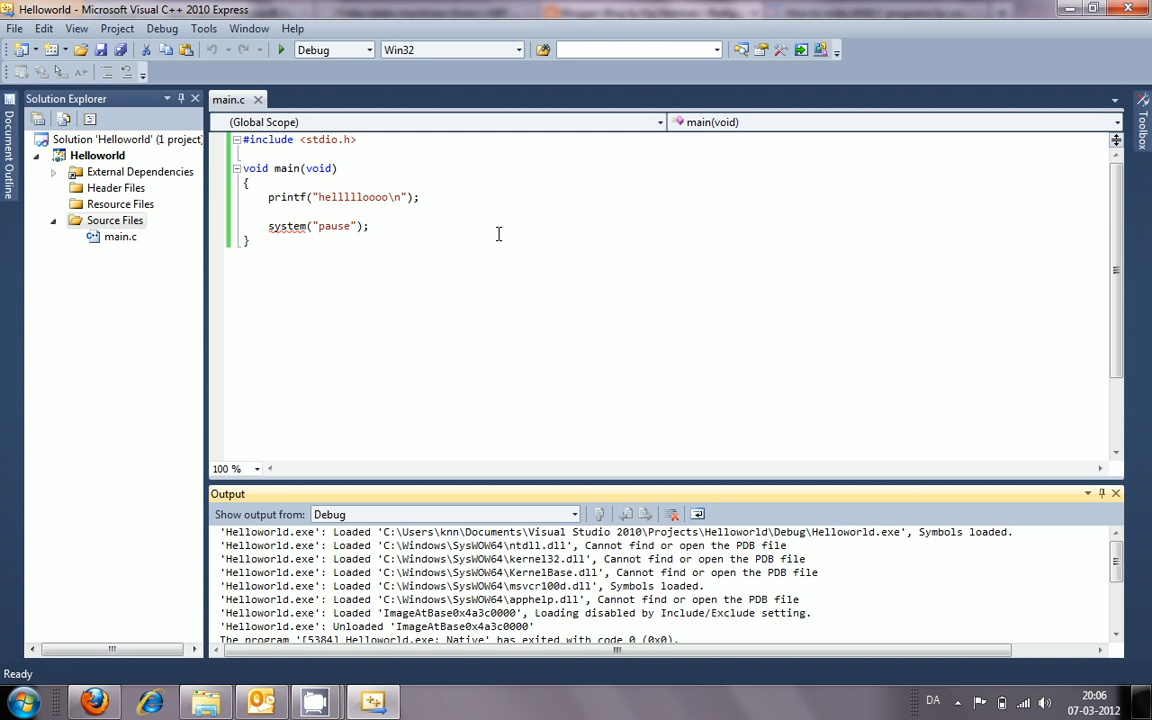 Helloworld - Microsoft Visual C++ 2010 Express
File Edit View Project Debug Tools Window Help
Debug Win32
Solution Explorer
main.c
Document Outline
Toolbox
(Global Scope) main(void)
Solution 'Helloworld' (1 project)
Helloworld
External Dependencies
Header Files
Resource Files
Source Files
main.c
#include <stdio.h>
void main(void)
{
printf("hellllloooo\n");
system("pause");
}
100 %
Output
Show output from: Debug
'Helloworld.exe': Loaded 'C:\Users\knn\Documents\Visual Studio 2010\Projects\Helloworld\Debug\Helloworld.exe', Symbols loaded.
'Helloworld.exe': Loaded 'C:\Windows\SysWOW64\ntdll.dll', Cannot find or open the PDB file
'Helloworld.exe': Loaded 'C:\Windows\SysWOW64\kernel32.dll', Cannot find or open the PDB file
'Helloworld.exe': Loaded 'C:\Windows\SysWOW64\KernelBase.dll', Cannot find or open the PDB file
'Helloworld.exe': Loaded 'C:\Windows\SysWOW64\msvcr100d.dll', Symbols loaded.
'Helloworld.exe': Loaded 'C:\Windows\SysWOW64\apphelp.dll', Cannot find or open the PDB file
'Helloworld.exe': Loaded 'ImageAtBase0x4a3c0000', Loading disabled by Include/Exclude setting.
'Helloworld.exe': Unloaded 'ImageAtBase0x4a3c0000'
The program '[5384] Helloworld.exe: Native' has exited with code 0 (0x0).
Ready
DA
20:06
07-03-2012